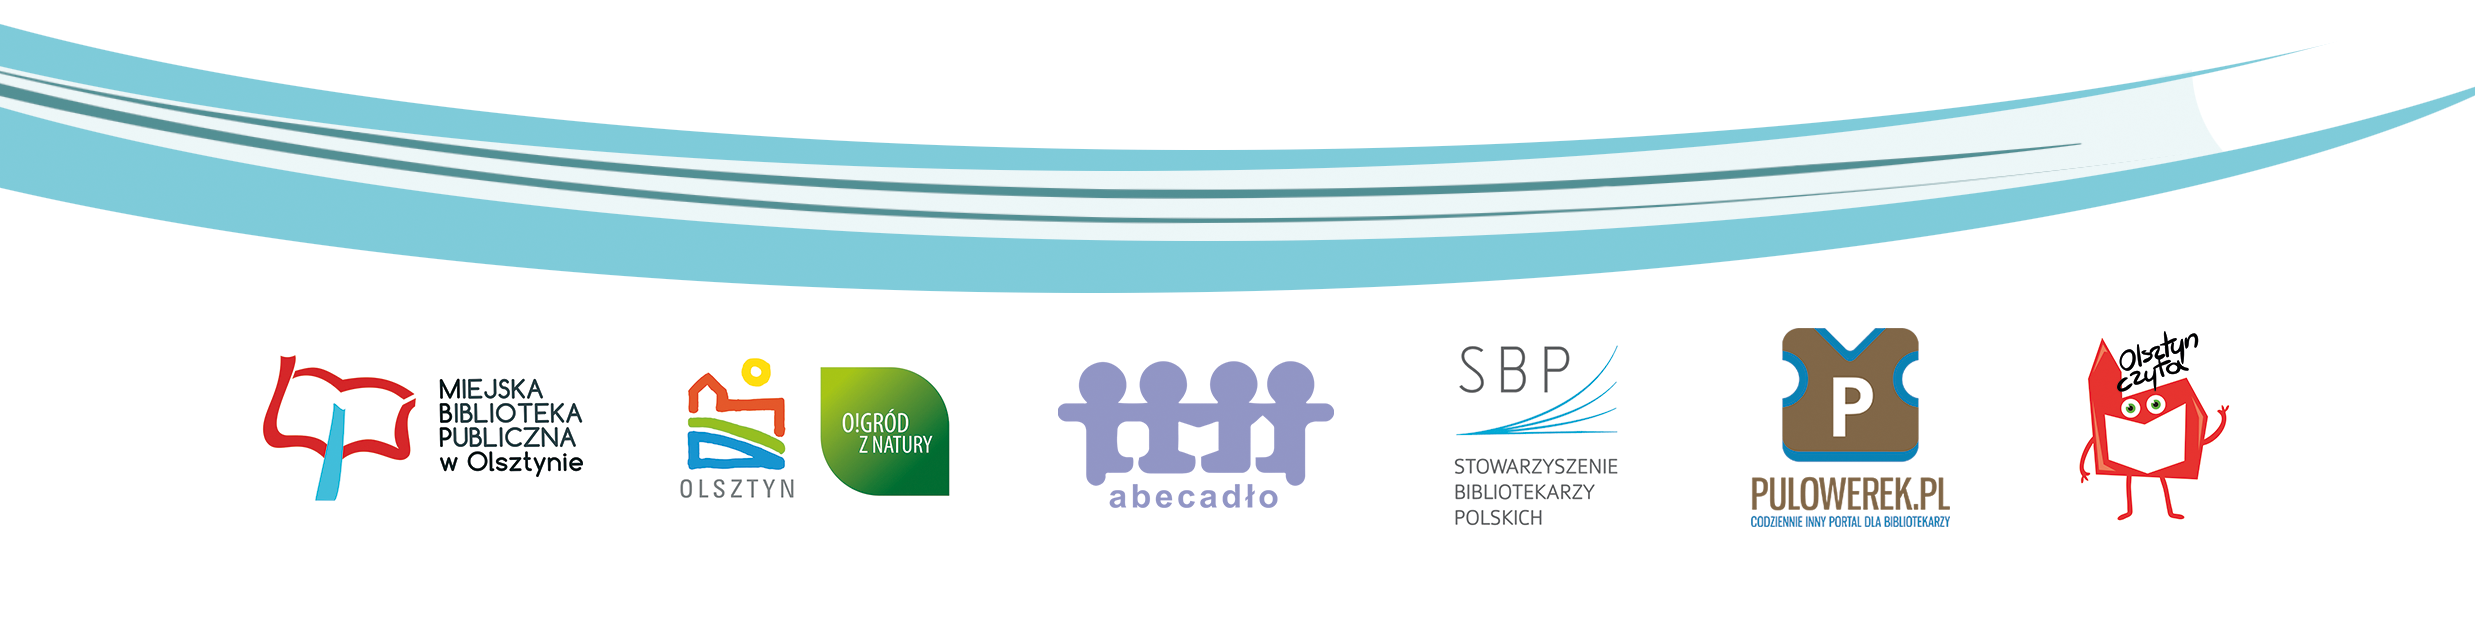 MIEJSKA
BIBLIOTEKA
PUBLICZNA
w Olsztynie
OLSZTYN
O!GRÓD
Z NATURY
abecadło
SBP
STOWARZYSZENIE
BIBLIOTEKARZY
POLSKICH
P
PULOWEREK.PL
CODZIENNIE INNY PORTAL DLA BIBLIOTEKARZY
Olsztyn
czyta